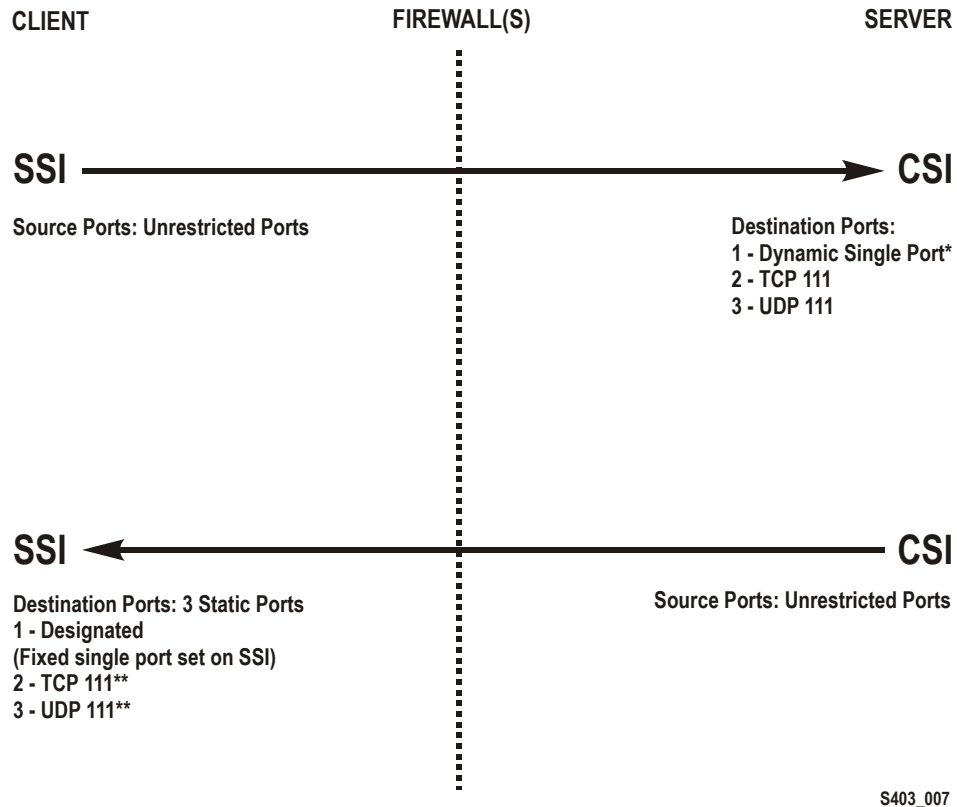 CLIENT
FIREWALL(S)
SERVER
SSI
CSI
Source Ports: Unrestricted Ports
Destination Ports:
1 - Dynamic Single Port*
2 - TCP 111
3 - UDP 111
SSI
CSI
Destination Ports: 3 Static Ports
1 - Designated
(Fixed single port set on SSI)
2 - TCP 111**
3 - UDP 111**
Source Ports: Unrestricted Ports
S403_007